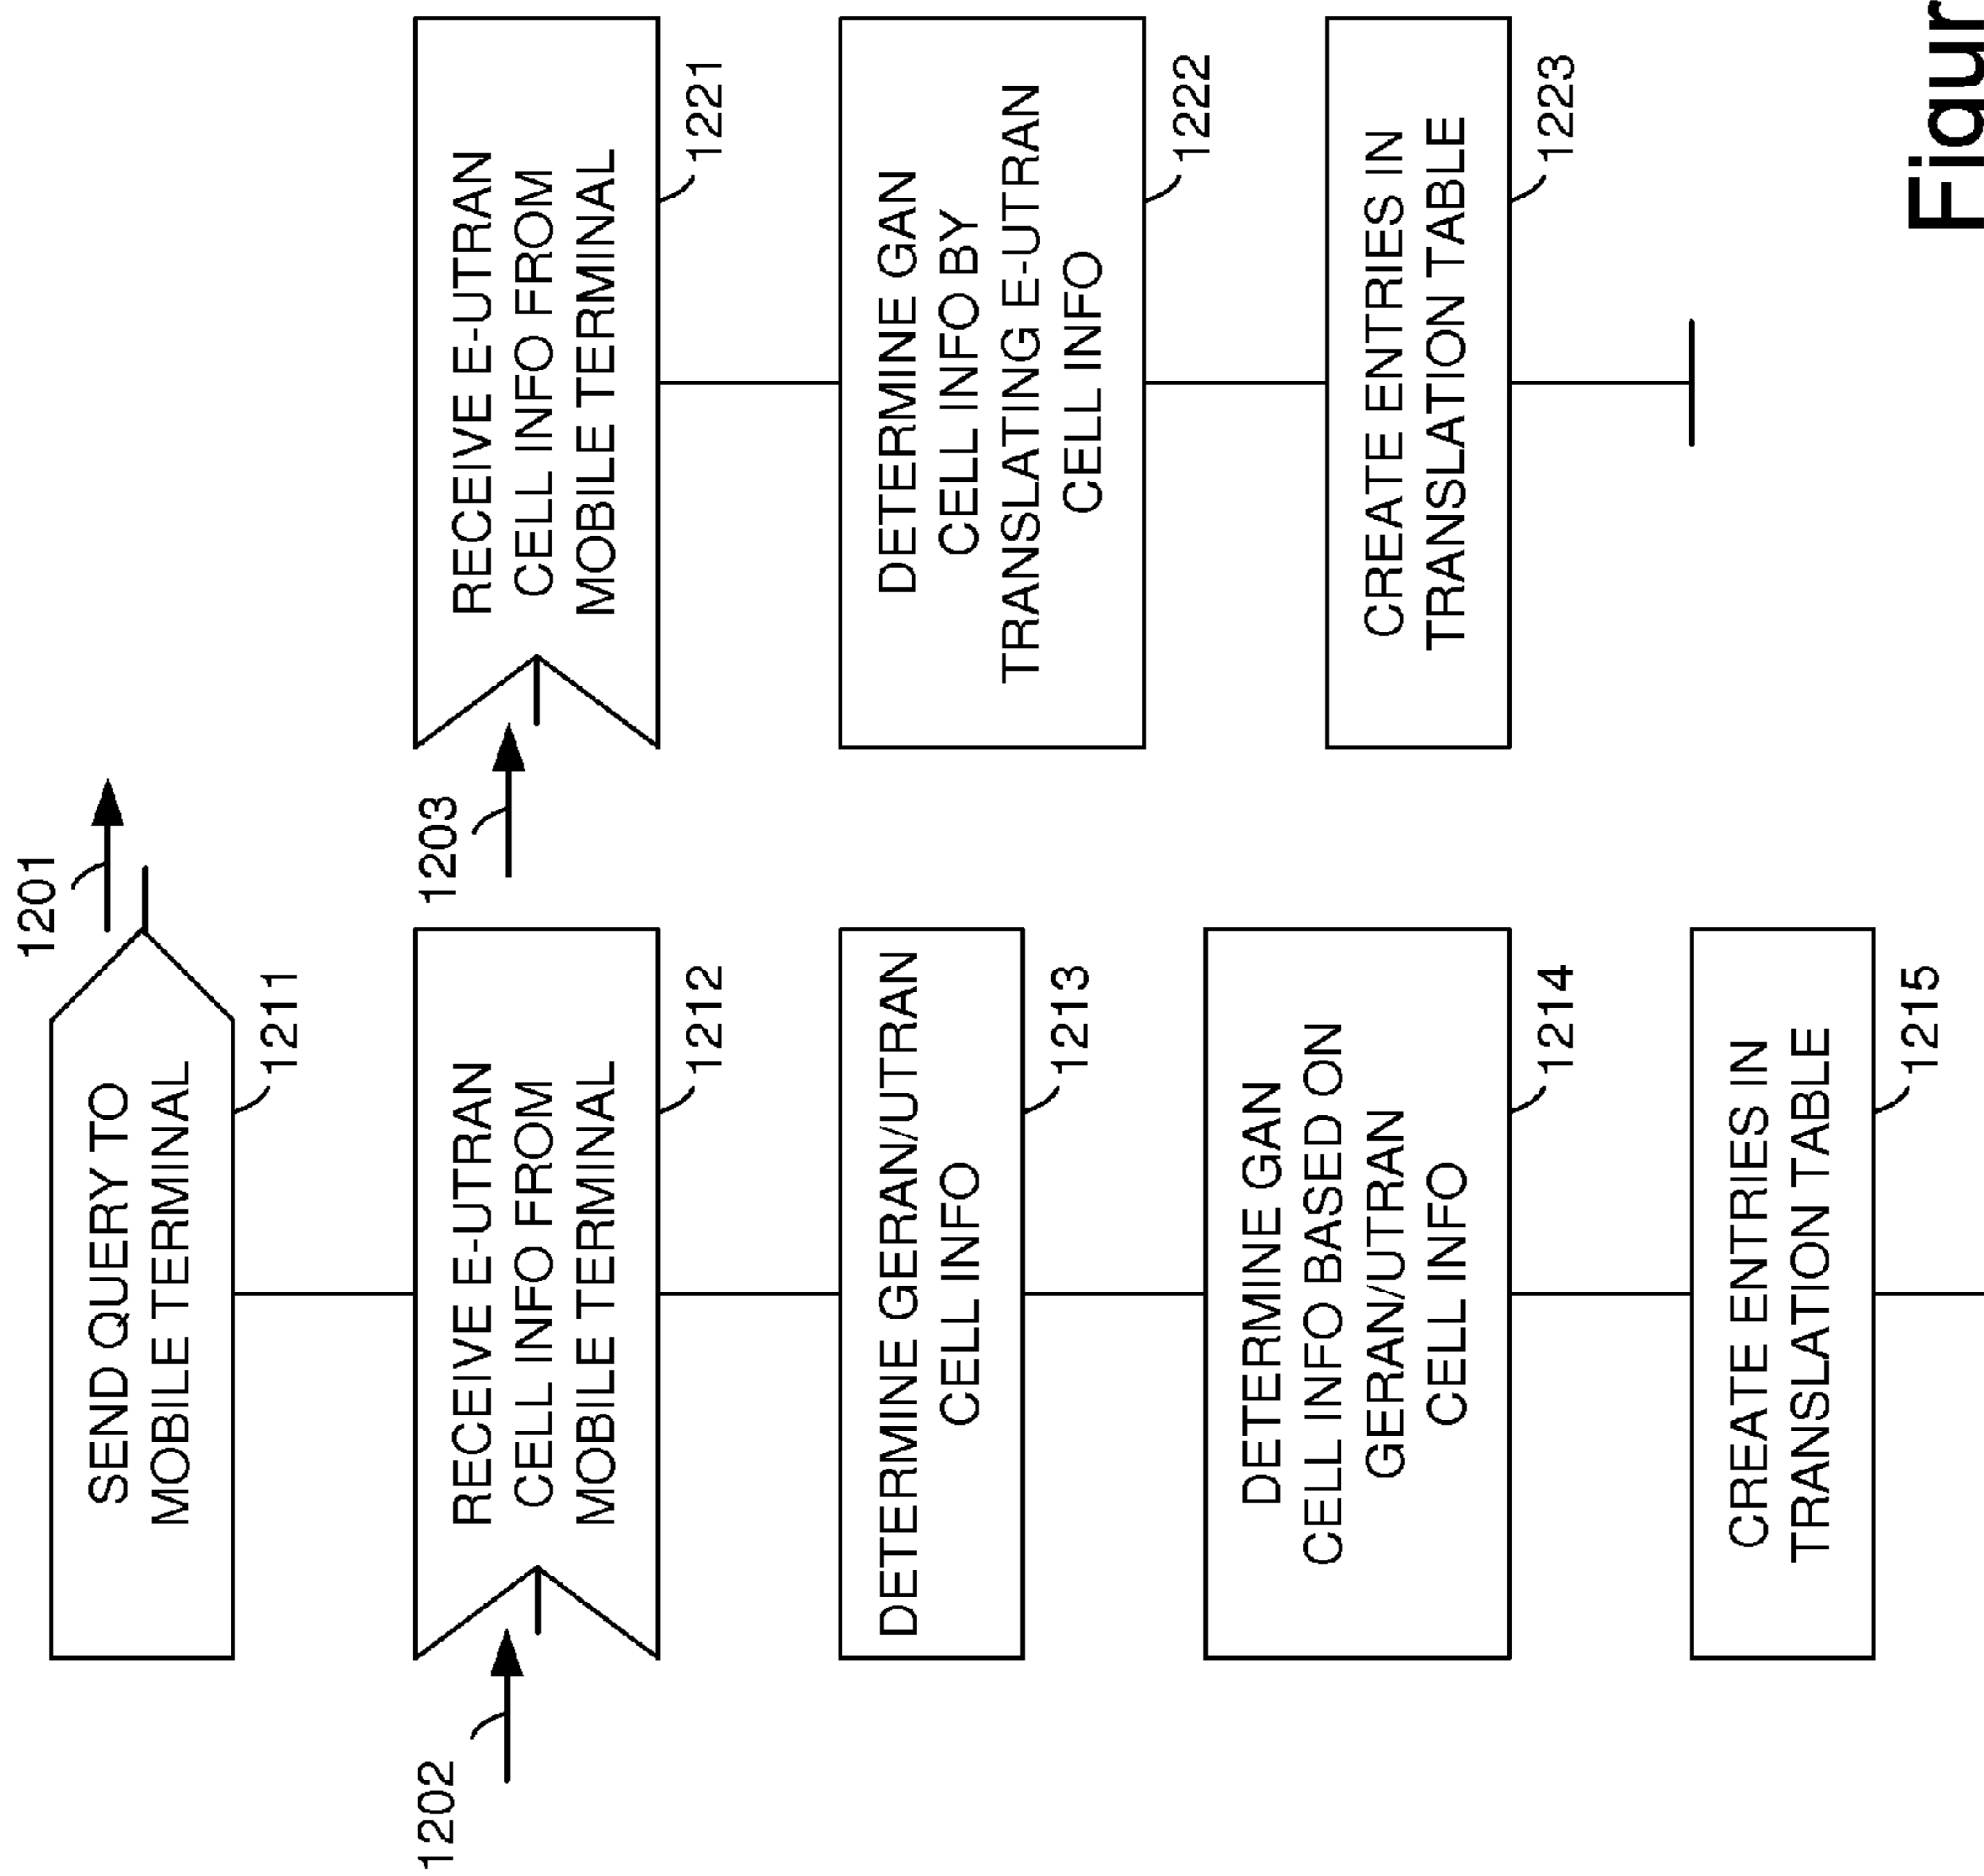 1201
SEND QUERY TO
MOBILE TERMINAL
1211
1202
RECEIVE E-UTRAN
CELL INFO FROM
MOBILE TERMINAL
1212
DETERMINE GERAN/UTRAN
CELL INFO
1213
DETERMINE GAN
CELL INFO BASED ON
GERAN/UTRAN
CELL INFO
1214
CREATE ENTRIES IN
TRANSLATION TABLE
1215
1203
RECEIVE E-UTRAN
CELL INFO FROM
MOBILE TERMINAL
1221
DETERMINE GAN
CELL INFO BY
TRANSLATING E-UTRAN
CELL INFO
1222
CREATE ENTRIES IN
TRANSLATION TABLE
1223
Figur